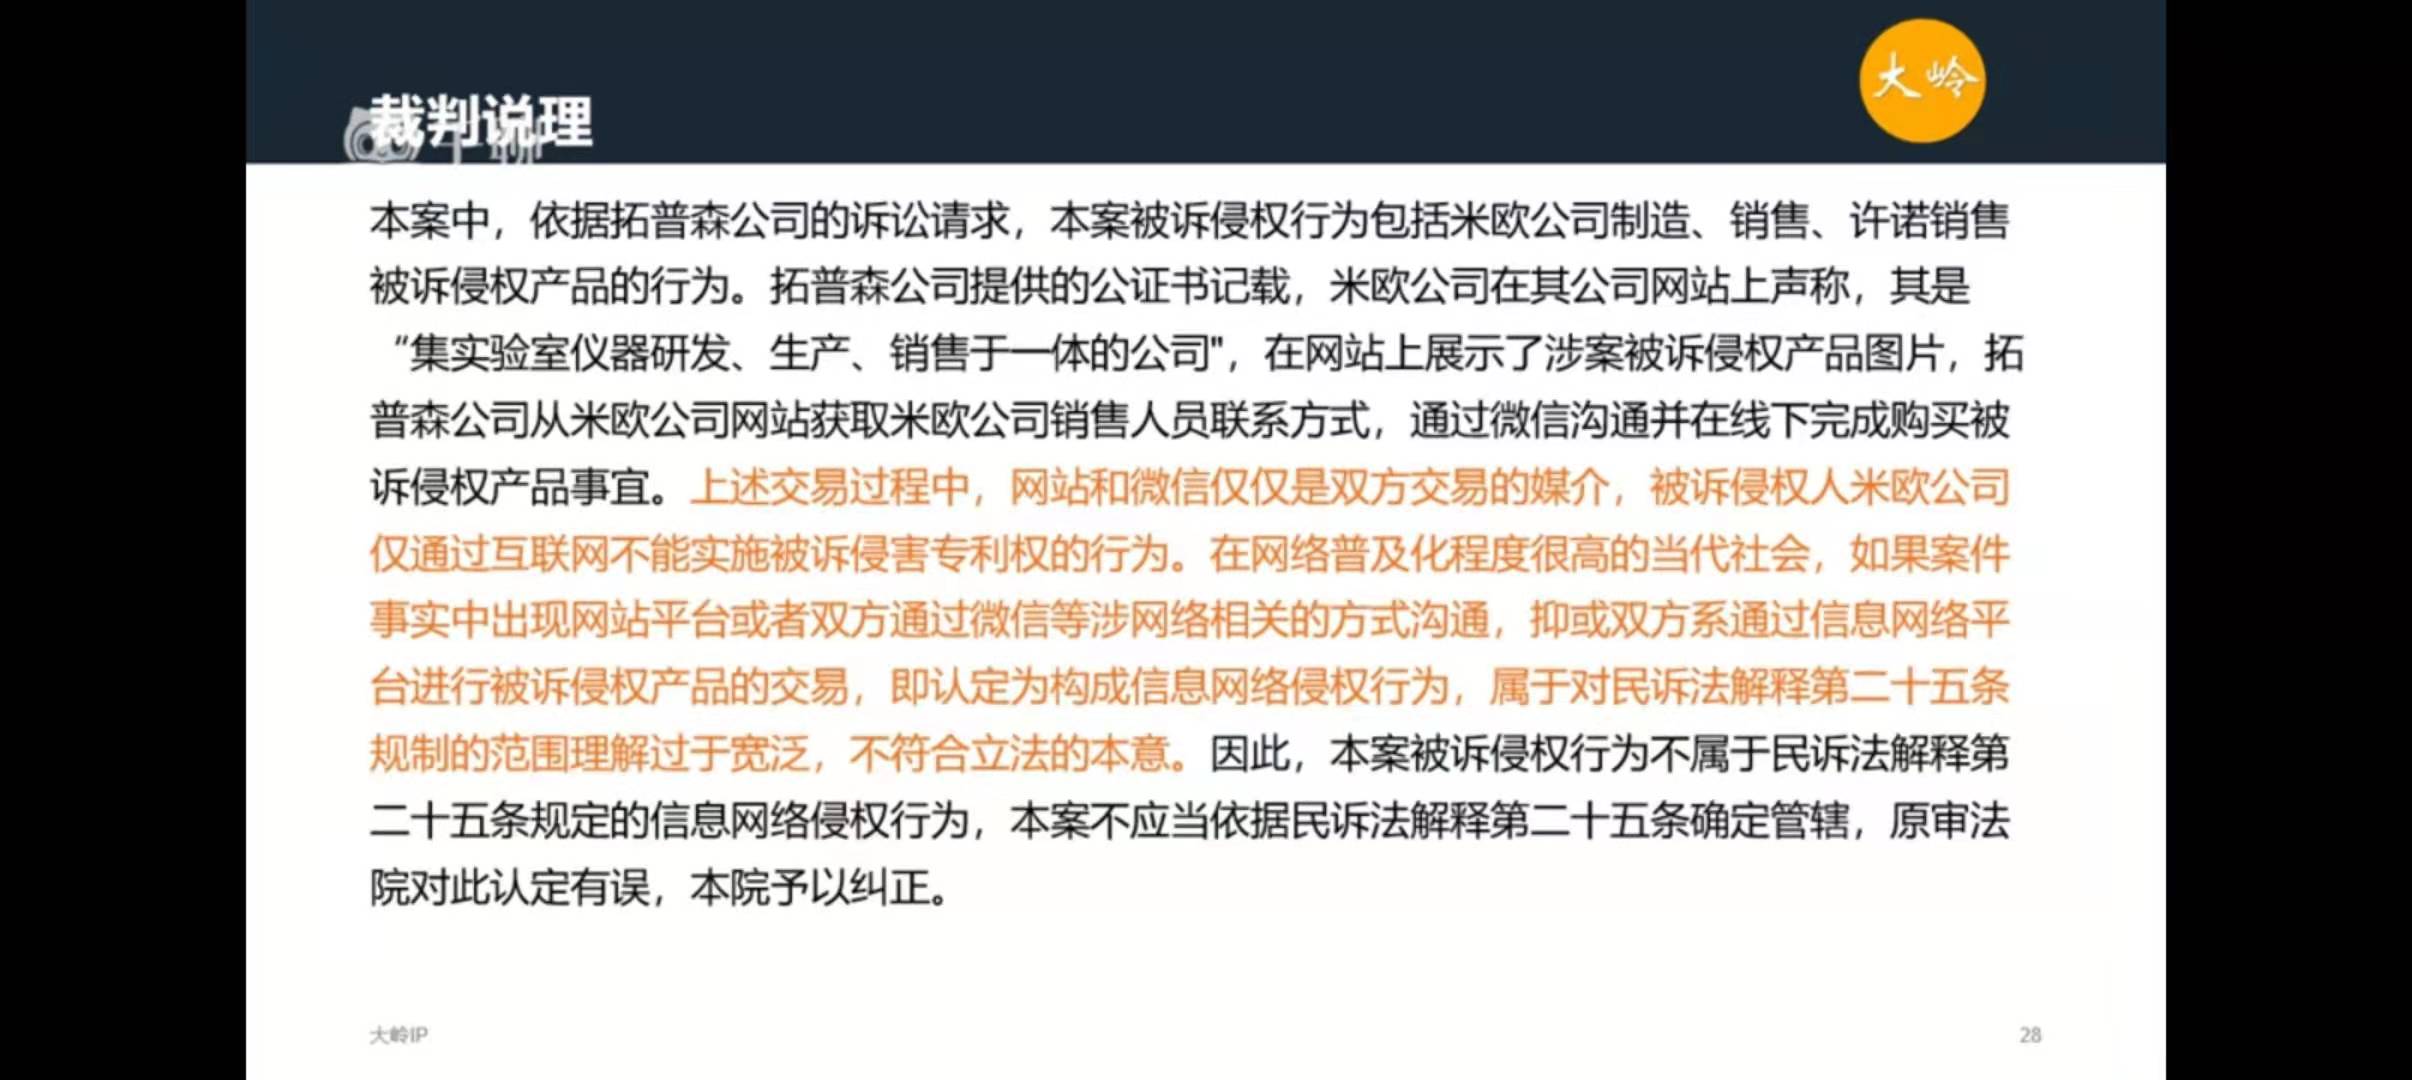 大岭
裁判说理
千聊
本案中，依据拓普森公司的诉讼请求，本案被诉侵权行为包括米欧公司制造、销售、许诺销售
被诉侵权产品的行为。拓普森公司提供的公证书记载，米欧公司在其公司网站上声称，其是
“集实验室仪器研发、生产、销售于一体的公司"，在网站上展示了涉案被诉侵权产品图片，拓
普森公司从米欧公司网站获取米欧公司销售人员联系方式，通过微信沟通并在线下完成购买被
诉侵权产品事宜。上述交易过程中，网站和微信仅仅是双方交易的媒介，被诉侵权人米欧公司
仅通过互联网不能实施被诉侵害专利权的行为。在网络普及化程度很高的当代社会，如果案件
事实中出现网站平台或者双方通过微信等涉网络相关的方式沟通，抑或双方系通过信息网络平
台进行被诉侵权产品的交易，即认定为构成信息网络侵权行为，属于对民诉法解释第二十五条
规制的范围理解过于宽泛，不符合立法的本意。因此，本案被诉侵权行为不属于民诉法解释第
二十五条规定的信息网络侵权行为，本案不应当依据民诉法解释第二十五条确定管辖，原审法
院对此认定有误，本院予以纠正。
大岭IP
28